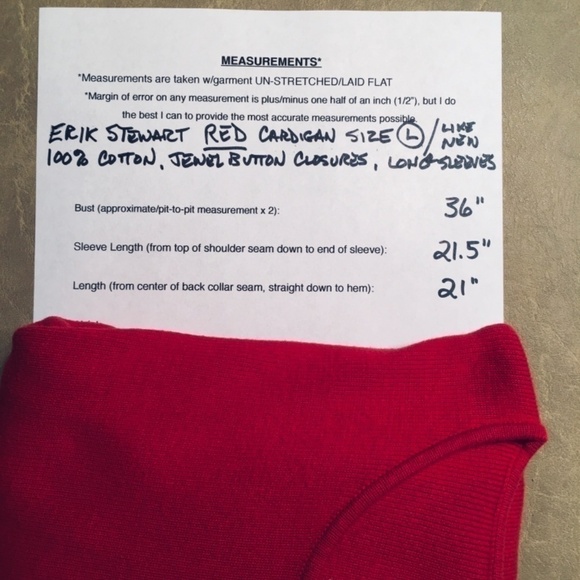 MEASUREMENTS*
*Measurements are taken w/garment UN-STRETCHED/LAID FLAT
*Margin of error on any measurement is plus/minus one half of an inch (1/2"), but I do
the best I can to provide the most accurate measurements possible.
ERIK STEWART RED CARDIGAN SIZE L / LIKE NEW
100% COTTON, JEWEL BUTTON CLOSURES, LONG SLEEVES
Bust (approximate/pit-to-pit measurement x 2): 36"
Sleeve Length (from top of shoulder seam down to end of sleeve): 21.5"
Length (from center of back collar seam, straight down to hem): 21"